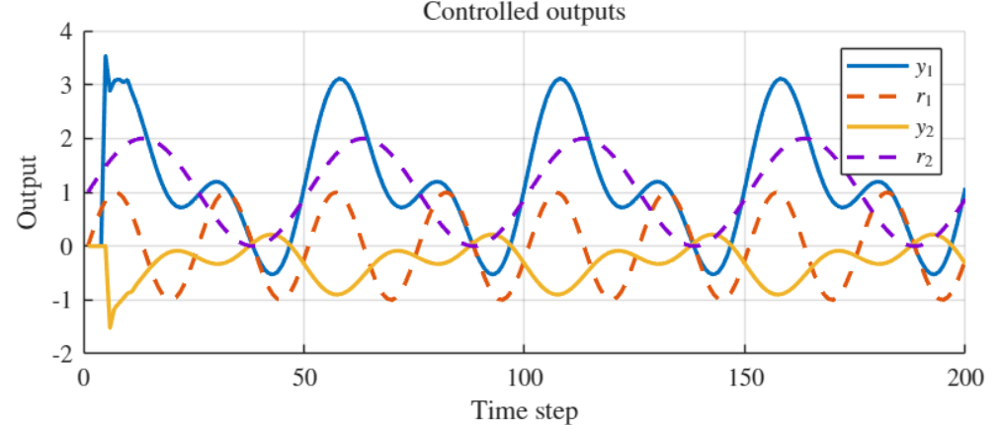 Controlled outputs
4
3
2
1
0
-1
-2
Output
0
50
100
150
200
Time step
y1
r1
y2
r2